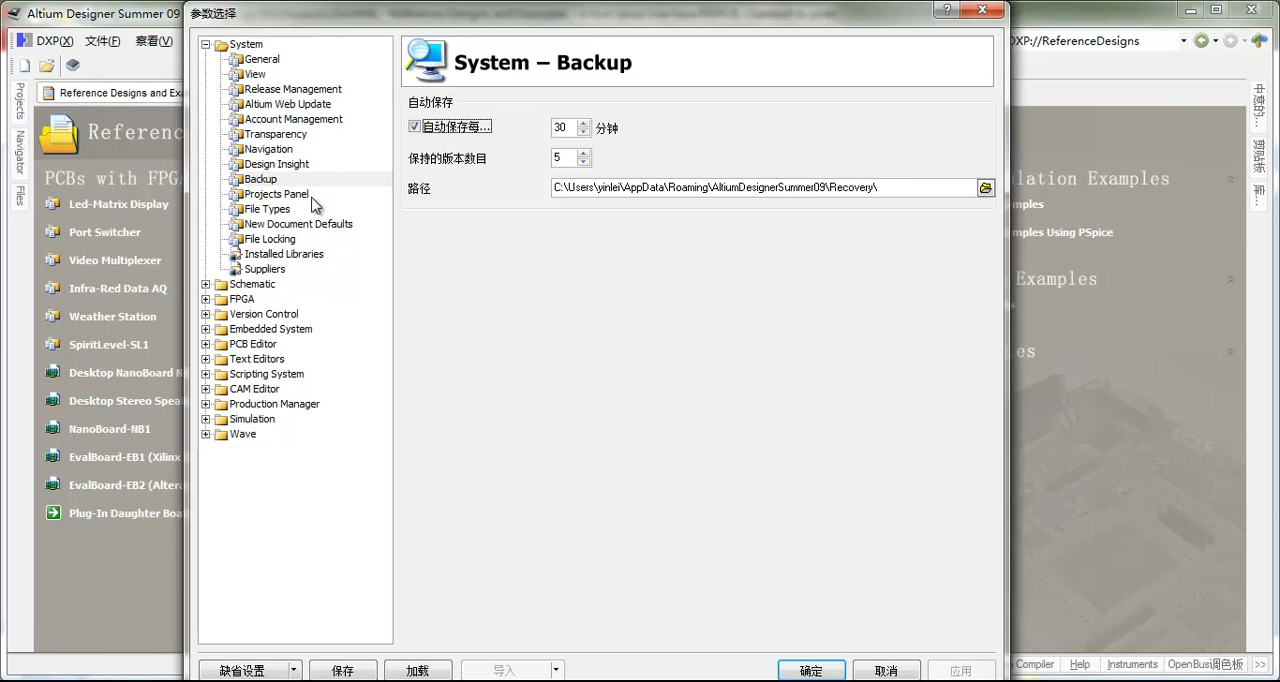 Altium Designer Summer 09
参数选择
DXP(X) 文件(F) 察看(V)
DXP://ReferenceDesigns
Reference Designs and Exa
Projects
Navigator
Files
Referenc
PCBs with FPGA
Led-Matrix Display
Port Switcher
Video Multiplexer
Infra-Red Data AQ
Weather Station
SpiritLevel-SL1
Desktop NanoBoard N
Desktop Stereo Spea
NanoBoard-NB1
EvalBoard-EB1 (Xilinx
EvalBoard-EB2 (Altera
Plug-In Daughter Boa
System
General
View
Release Management
Altium Web Update
Account Management
Transparency
Navigation
Design Insight
Backup
Projects Panel
File Types
New Document Defaults
File Locking
Installed Libraries
Suppliers
Schematic
FPGA
Version Control
Embedded System
PCB Editor
Text Editors
Scripting System
CAM Editor
Production Manager
Simulation
Wave
System – Backup
自动保存
自动保存每... 30 分钟
保持的版本数目 5
路径 C:\Users\yinlei\AppData\Roaming\AltiumDesignerSummer09\Recovery\
缺省设置 保存 加载 导入 确定 取消 应用
ulation Examples
mples
mples Using PSpice
Examples
es
中意的...
剪贴板
库...
Compiler Help Instruments OpenBus调色板 >>